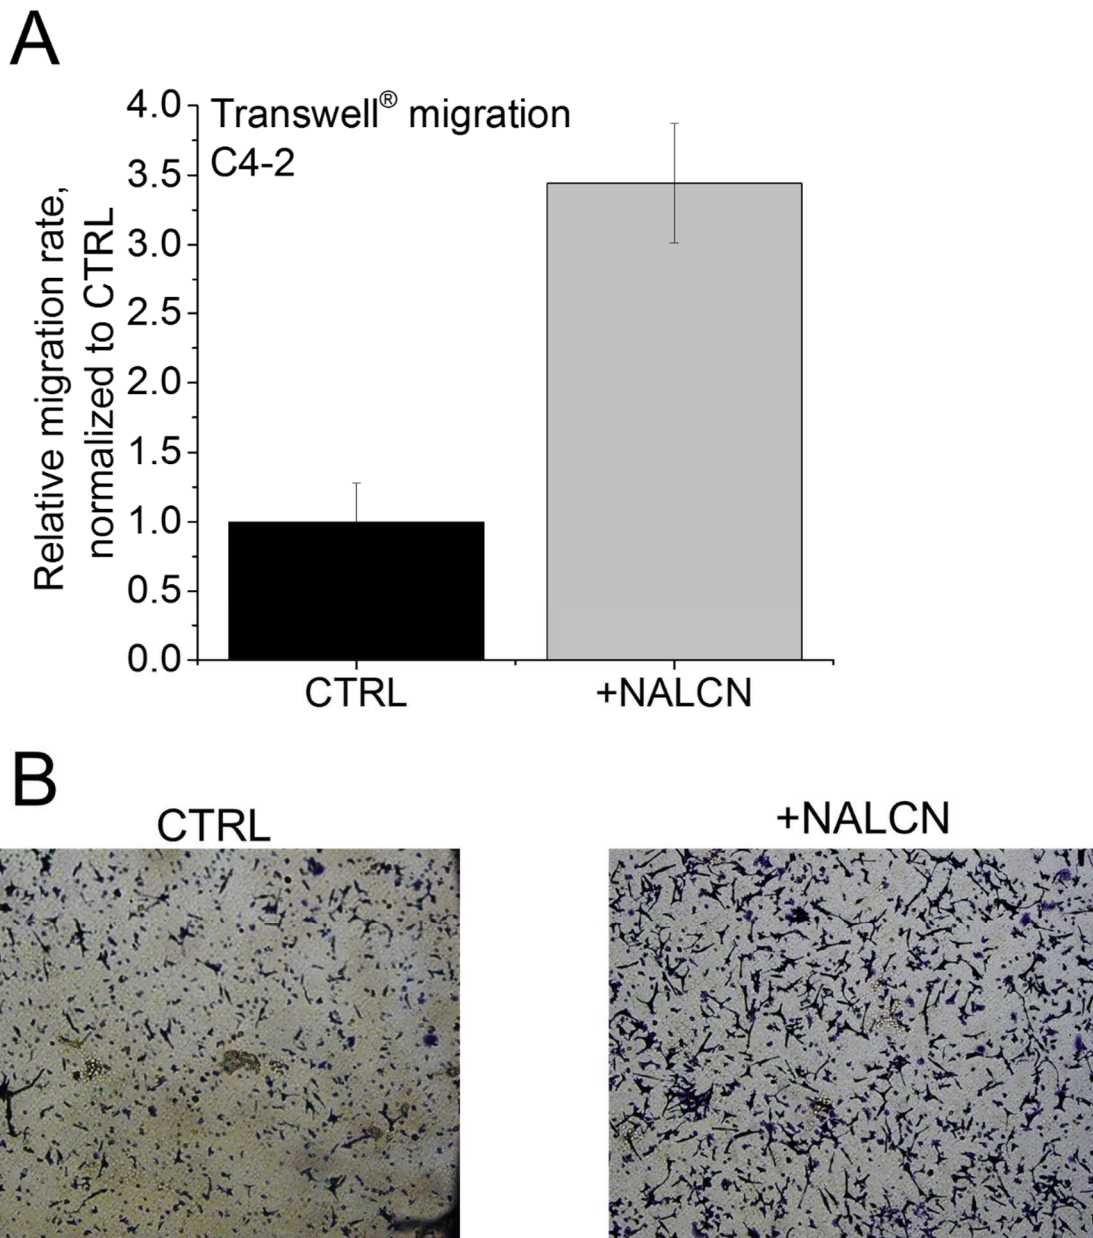 A
Transwell® migration
C4-2
Relative migration rate,
normalized to CTRL
4.0
3.5
3.0
2.5
2.0
1.5
1.0
0.5
0.0
CTRL
+NALCN
B
CTRL
+NALCN